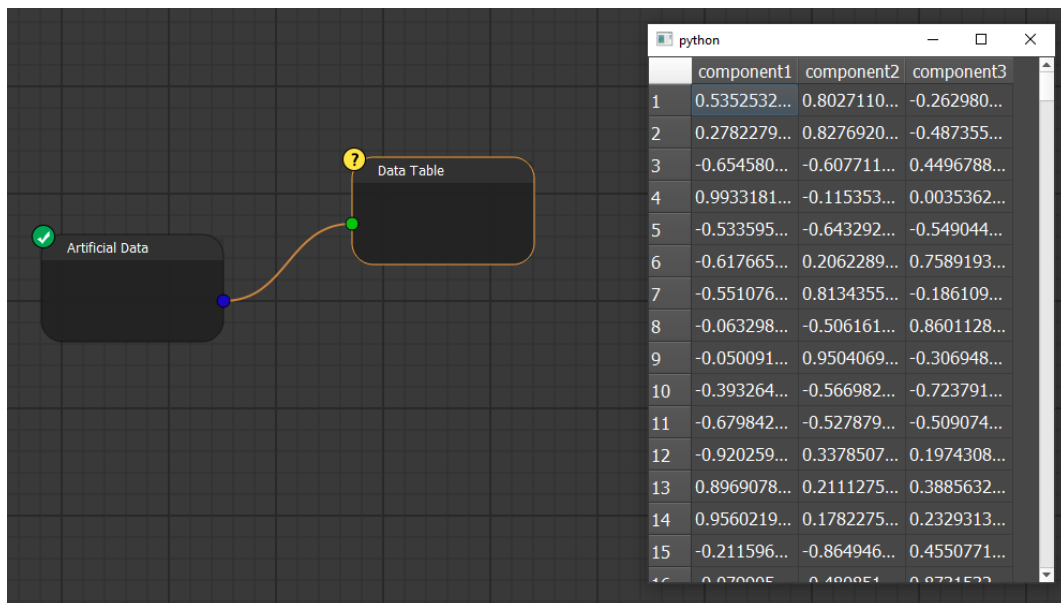 python
component1 component2 component3
1 0.5352532... 0.8027110... -0.262980...
2 0.2782279... 0.8276920... -0.487355...
3 -0.654580... -0.607711... 0.4496788...
4 0.9933181... -0.115353... 0.0035362...
5 -0.533595... -0.643292... -0.549044...
6 -0.617665... 0.2062289... 0.7589193...
7 -0.551076... 0.8134355... -0.186109...
8 -0.063298... -0.506161... 0.8601128...
9 -0.050091... 0.9504069... -0.306948...
10 -0.393264... -0.566982... -0.723791...
11 -0.679842... -0.527879... -0.509074...
12 -0.920259... 0.3378507... 0.1974308...
13 0.8969078... 0.2111275... 0.3885632...
14 0.9560219... 0.1782275... 0.2329313...
15 -0.211596... -0.864946... 0.4550771...
?
Data Table
Artificial Data